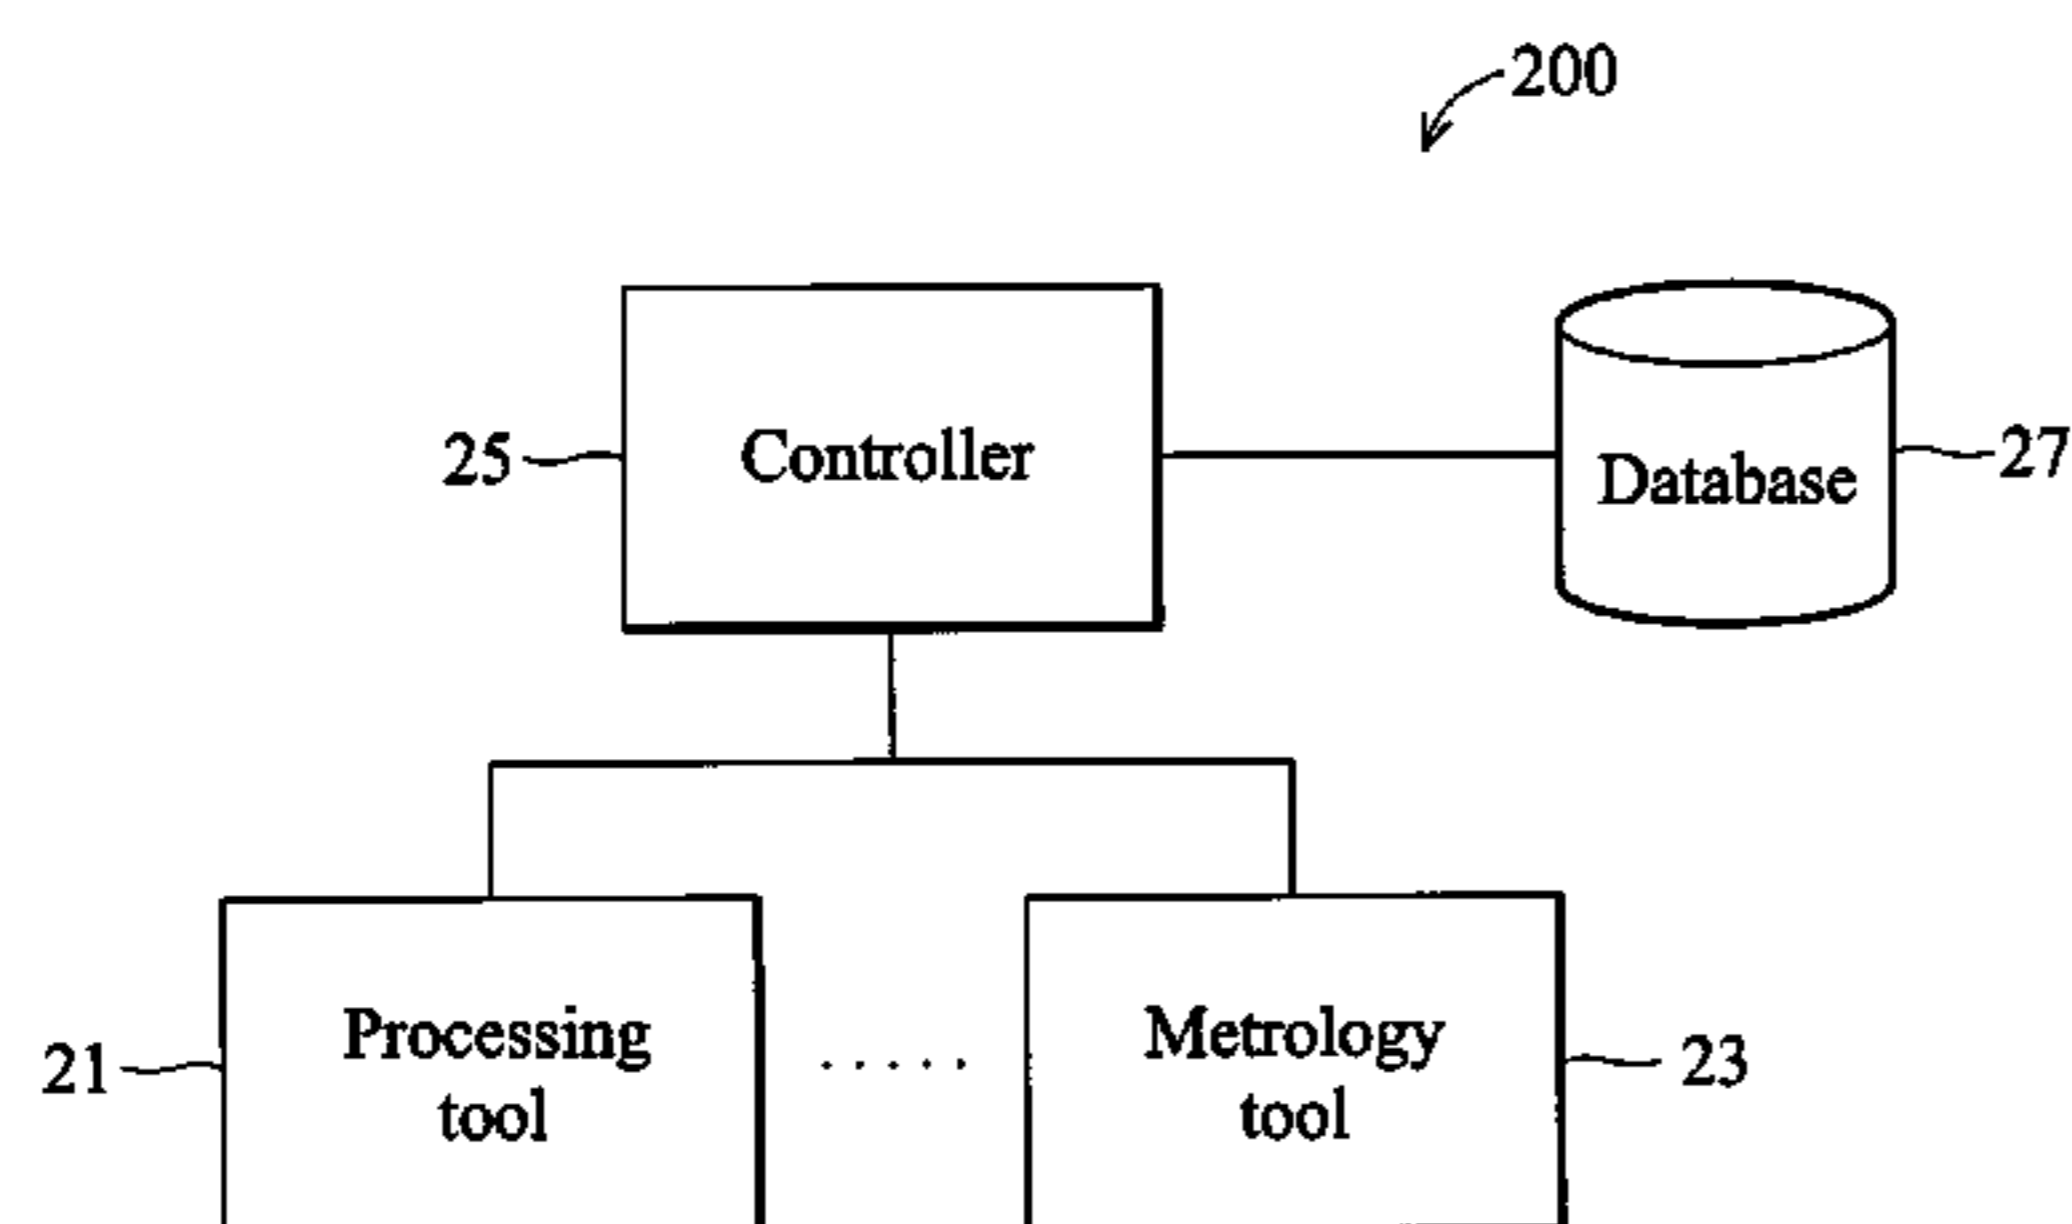 200
25
Controller
Database
27
21
Processing
tool
.....
Metrology
tool
23